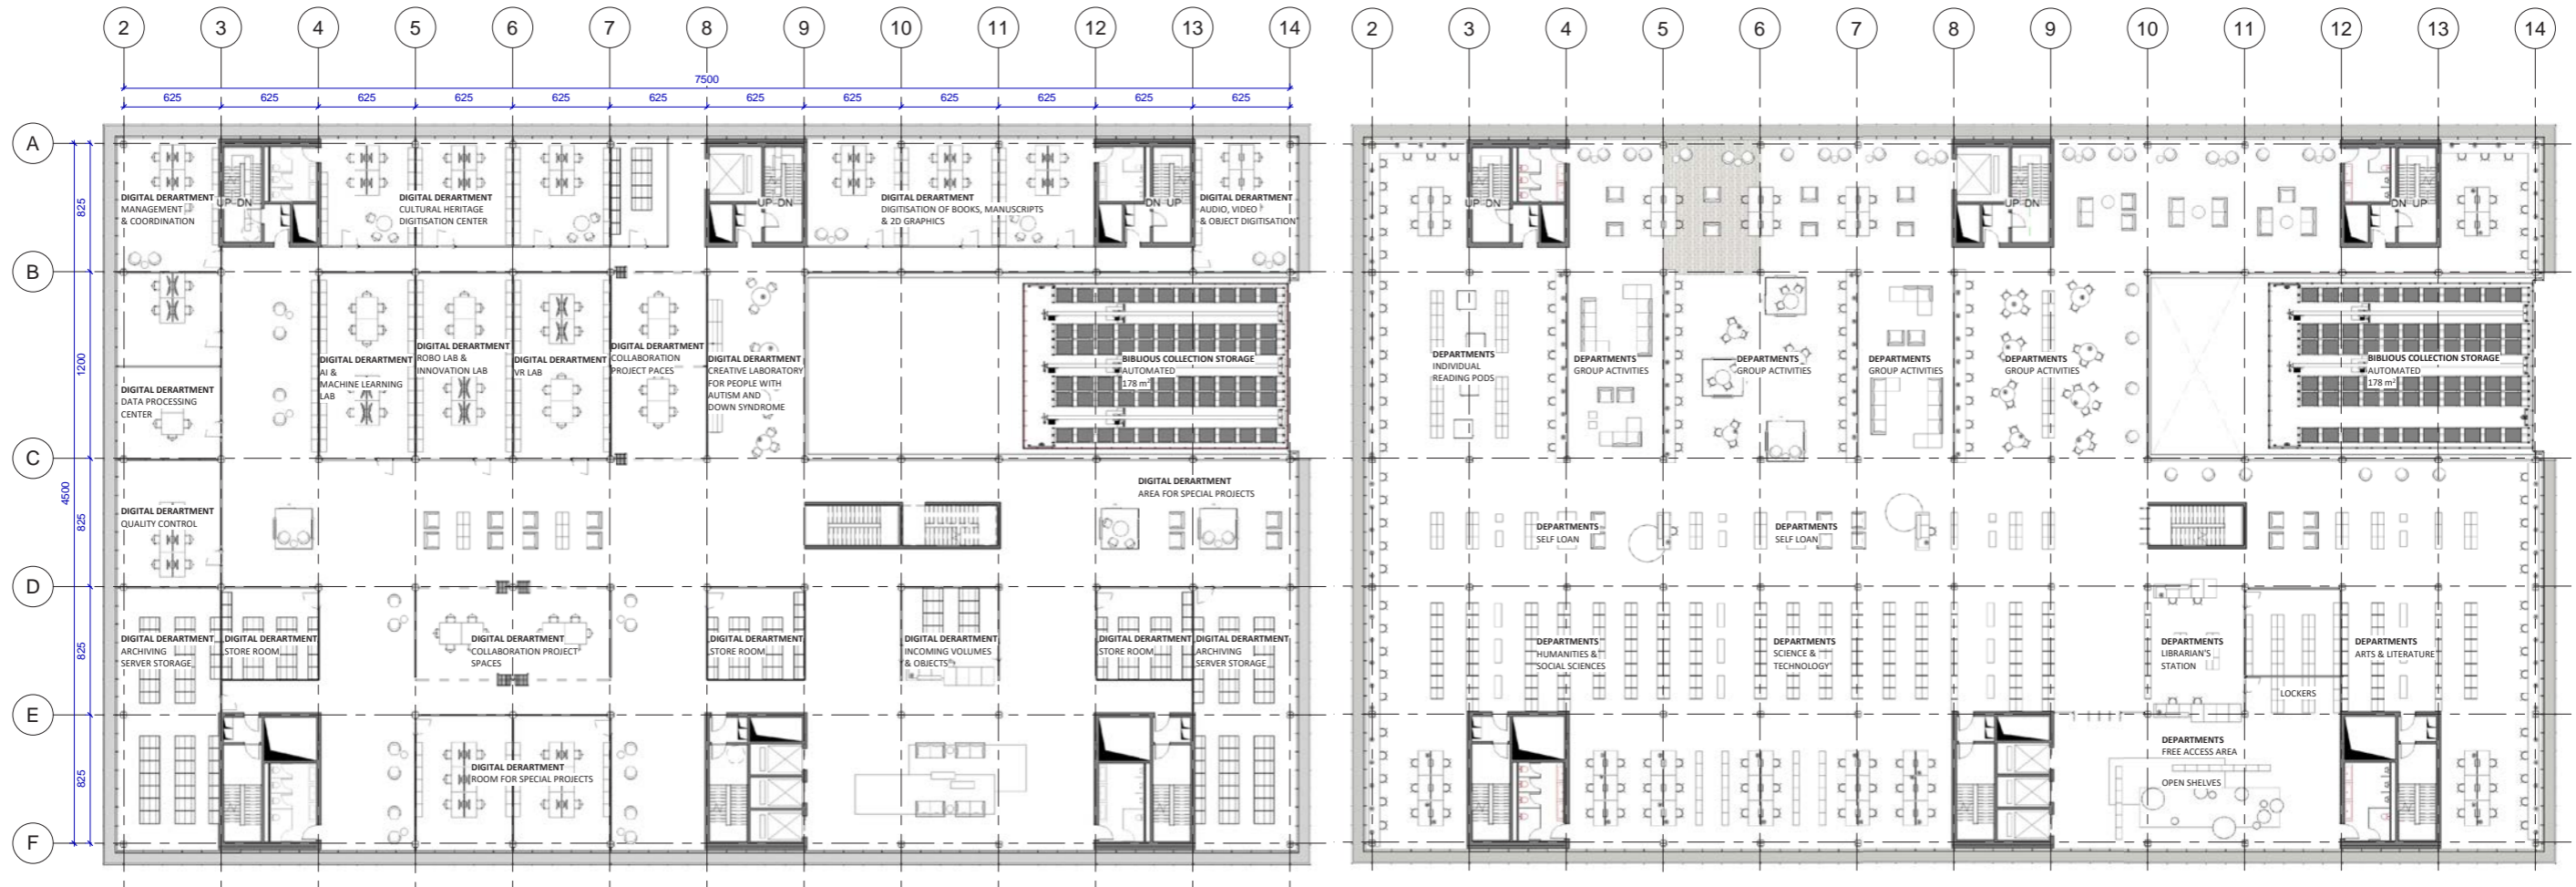 2 3 4 5 6 7 8 9 10 11 12 13 14
7500
625 625 625 625 625 625 625 625 625 625 625 625
A
B
C
D
E
F
4500
825
1200
825
825
825
DIGITAL DERARTMENT
MANAGEMENT
& COORDINATION
UP DN
DIGITAL DERARTMENT
CULTURAL HERITAGE
DIGITISATION CENTER
UP DN
DIGITAL DERARTMENT
DIGITISATION OF BOOKS, MANUSCRIPTS
& 2D GRAPHICS
DN UP
DIGITAL DERARTMENT
AUDIO, VIDEO
& OBJECT DIGITISATION
DIGITAL DERARTMENT
DATA PROCESSING
CENTER
DIGITAL DERARTMENT
AI &
MACHINE LEARNING
LAB
DIGITAL DERARTMENT
ROBO LAB &
INNOVATION LAB
DIGITAL DERARTMENT
VR LAB
DIGITAL DERARTMENT
COLLABORATION
PROJECT PACES
DIGITAL DERARTMENT
CREATIVE LABORATORY
FOR PEOPLE WITH
AUTISM AND
DOWN SYNDROME
BIBLIOUS COLLECTION STORAGE
AUTOMATED
178 m²
DIGITAL DERARTMENT
QUALITY CONTROL
DIGITAL DERARTMENT
AREA FOR SPECIAL PROJECTS
DIGITAL DERARTMENT
ARCHIVING
SERVER STORAGE
DIGITAL DERARTMENT
STORE ROOM
DIGITAL DERARTMENT
COLLABORATION PROJECT
SPACES
DIGITAL DERARTMENT
STORE ROOM
DIGITAL DERARTMENT
INCOMING VOLUMES
& OBJECTS
DIGITAL DERARTMENT
STORE ROOM
DIGITAL DERARTMENT
ARCHIVING
SERVER STORAGE
DIGITAL DERARTMENT
ROOM FOR SPECIAL PROJECTS
2 3 4 5 6 7 8 9 10 11 12 13 14
UP DN
UP DN
DN UP
DEPARTMENTS
INDIVIDUAL
READING PODS
DEPARTMENTS
GROUP ACTIVITIES
DEPARTMENTS
GROUP ACTIVITIES
DEPARTMENTS
GROUP ACTIVITIES
DEPARTMENTS
GROUP ACTIVITIES
BIBLIOUS COLLECTION STORAGE
AUTOMATED
178 m²
DEPARTMENTS
SELF LOAN
DEPARTMENTS
SELF LOAN
DEPARTMENTS
HUMANITIES &
SOCIAL SCIENCES
DEPARTMENTS
SCIENCE &
TECHNOLOGY
DEPARTMENTS
LIBRARIAN'S
STATION
LOCKERS
DEPARTMENTS
ARTS & LITERATURE
DEPARTMENTS
FREE ACCESS AREA
OPEN SHELVES